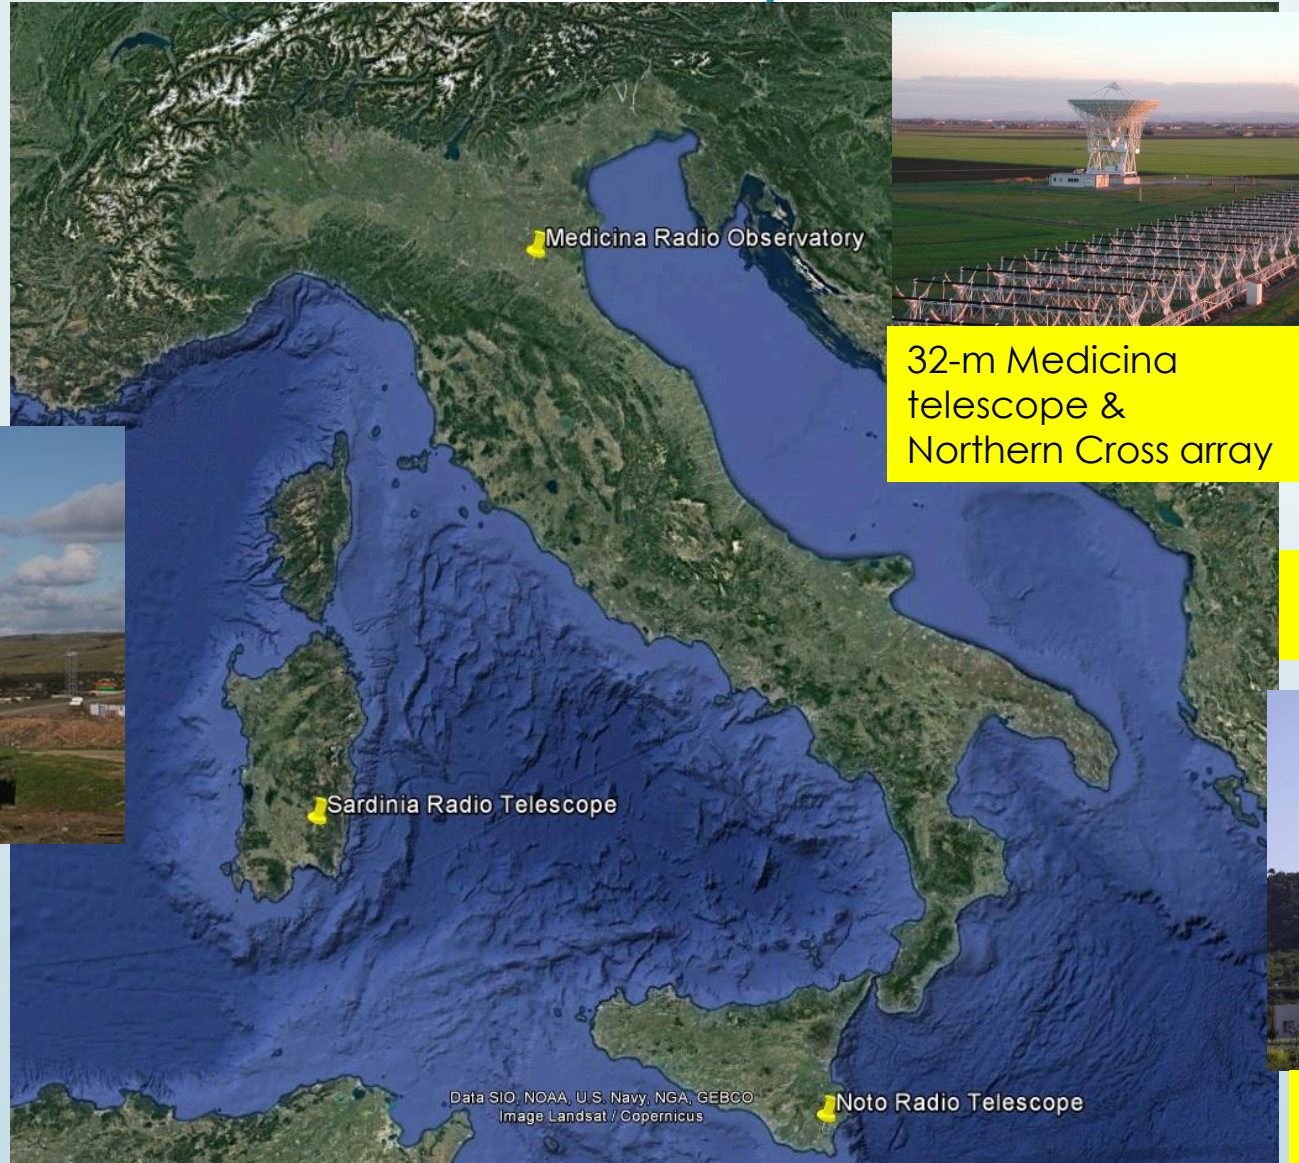 Medicina Radio Observatory
32-m Medicina
telescope &
Northern Cross array
Sardinia Radio Telescope
Data SIO, NOAA, U.S. Navy, NGA, GEBCO
Image Landsat / Copernicus
Noto Radio Telescope